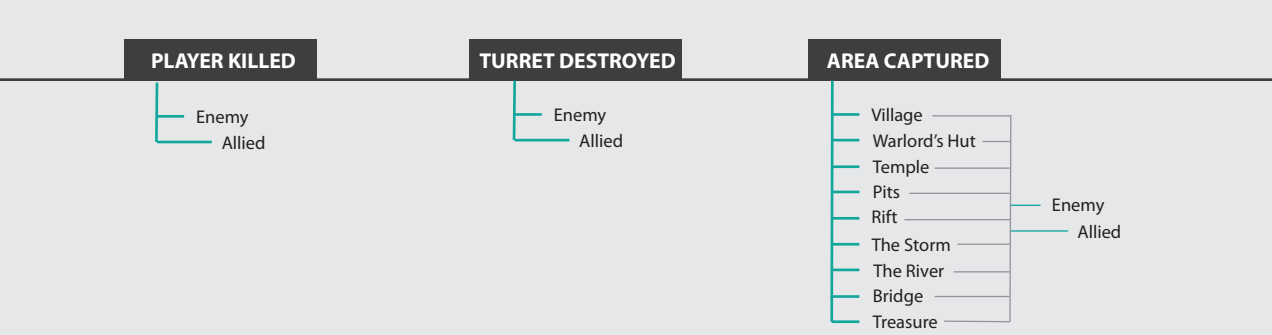 PLAYER KILLED
Enemy
Allied
TURRET DESTROYED
Enemy
Allied
AREA CAPTURED
Village
Warlord’s Hut
Temple
Pits
Rift
The Storm
The River
Bridge
Treasure
Enemy
Allied